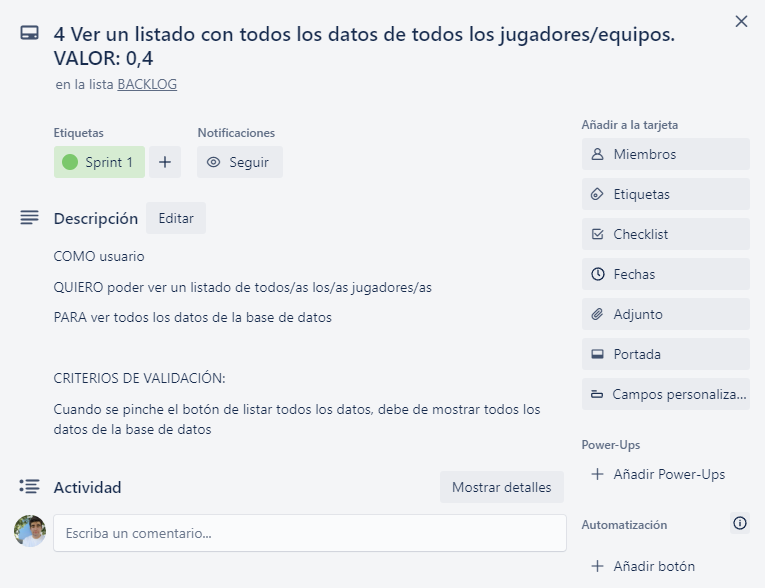 4 Ver un listado con todos los datos de todos los jugadores/equipos.
VALOR: 0,4
en la lista BACKLOG
Etiquetas
Notificaciones
Sprint 1
Seguir
Descripción
Editar
COMO usuario
QUIERO poder ver un listado de todos/as los/as jugadores/as
PARA ver todos los datos de la base de datos
CRITERIOS DE VALIDACIÓN:
Cuando se pinche el botón de listar todos los datos, debe de mostrar todos los
datos de la base de datos
Actividad
Mostrar detalles
Escriba un comentario...
Añadir a la tarjeta
Miembros
Etiquetas
Checklist
Fechas
Adjunto
Portada
Campos personaliza...
Power-Ups
Añadir Power-Ups
Automatización
Añadir botón